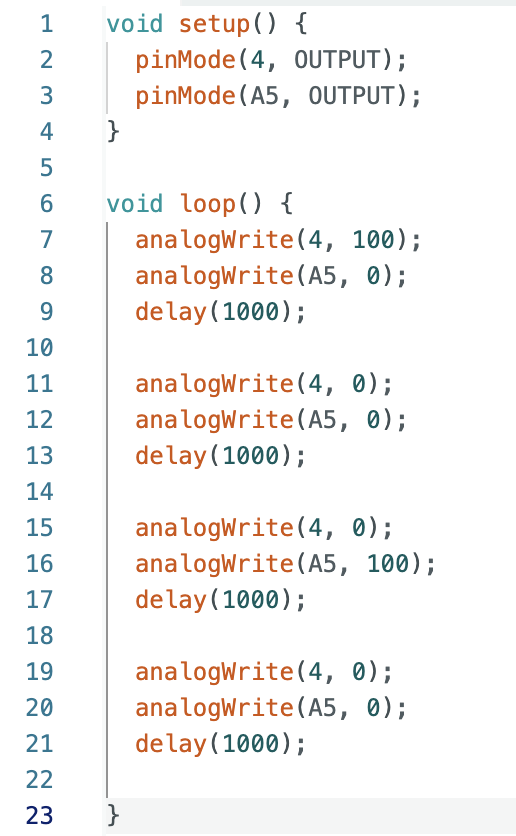 1 void setup() {
2   pinMode(4, OUTPUT);
3   pinMode(A5, OUTPUT);
4 }
5
6 void loop() {
7   analogWrite(4, 100);
8   analogWrite(A5, 0);
9   delay(1000);
10
11   analogWrite(4, 0);
12   analogWrite(A5, 0);
13   delay(1000);
14
15   analogWrite(4, 0);
16   analogWrite(A5, 100);
17   delay(1000);
18
19   analogWrite(4, 0);
20   analogWrite(A5, 0);
21   delay(1000);
22
23 }